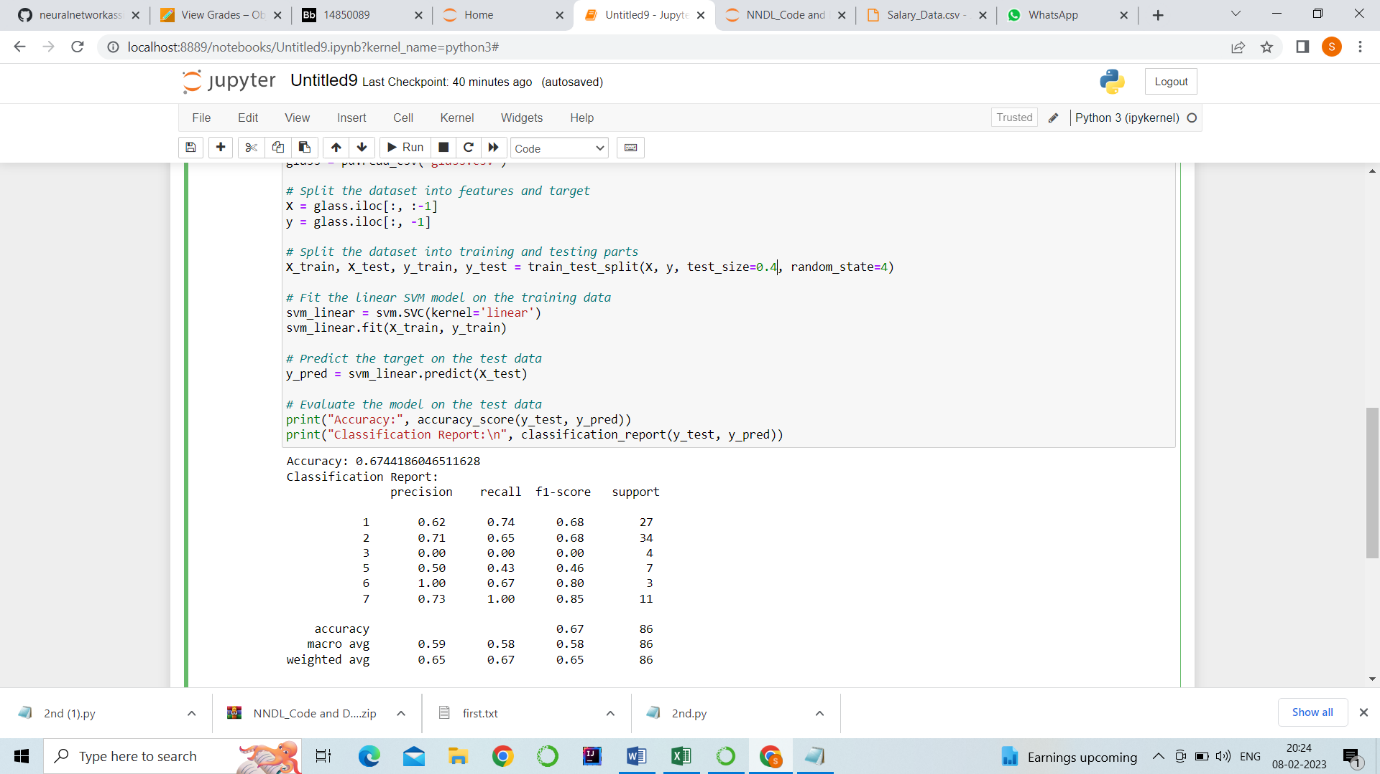 neuralnetworkass
View Grades – Ob
Bb 14850089
Home
Untitled9 - Jupyte
NNDL_Code and
Salary_Data.csv -
WhatsApp
localhost:8889/notebooks/Untitled9.ipynb?kernel_name=python3#
S
jupyter Untitled9 Last Checkpoint: 40 minutes ago (autosaved)
Logout
File Edit View Insert Cell Kernel Widgets Help
Trusted
Python 3 (ipykernel)
Run
Code
# Split the dataset into features and target
X = glass.iloc[:, :-1]
y = glass.iloc[:, -1]
# Split the dataset into training and testing parts
X_train, X_test, y_train, y_test = train_test_split(X, y, test_size=0.4, random_state=4)
# Fit the linear SVM model on the training data
svm_linear = svm.SVC(kernel='linear')
svm_linear.fit(X_train, y_train)
# Predict the target on the test data
y_pred = svm_linear.predict(X_test)
# Evaluate the model on the test data
print("Accuracy:", accuracy_score(y_test, y_pred))
print("Classification Report:\n", classification_report(y_test, y_pred))
Accuracy: 0.6744186046511628
Classification Report:
precision recall f1-score support
1 0.62 0.74 0.68 27
2 0.71 0.65 0.68 34
3 0.00 0.00 0.00 4
5 0.50 0.43 0.46 7
6 1.00 0.67 0.80 3
7 0.73 1.00 0.85 11
accuracy 0.67 86
macro avg 0.59 0.58 0.58 86
weighted avg 0.65 0.67 0.65 86
2nd (1).py
NNDL_Code and D....zip
first.txt
2nd.py
Show all
Type here to search
Earnings upcoming
ENG
20:24
08-02-2023
1